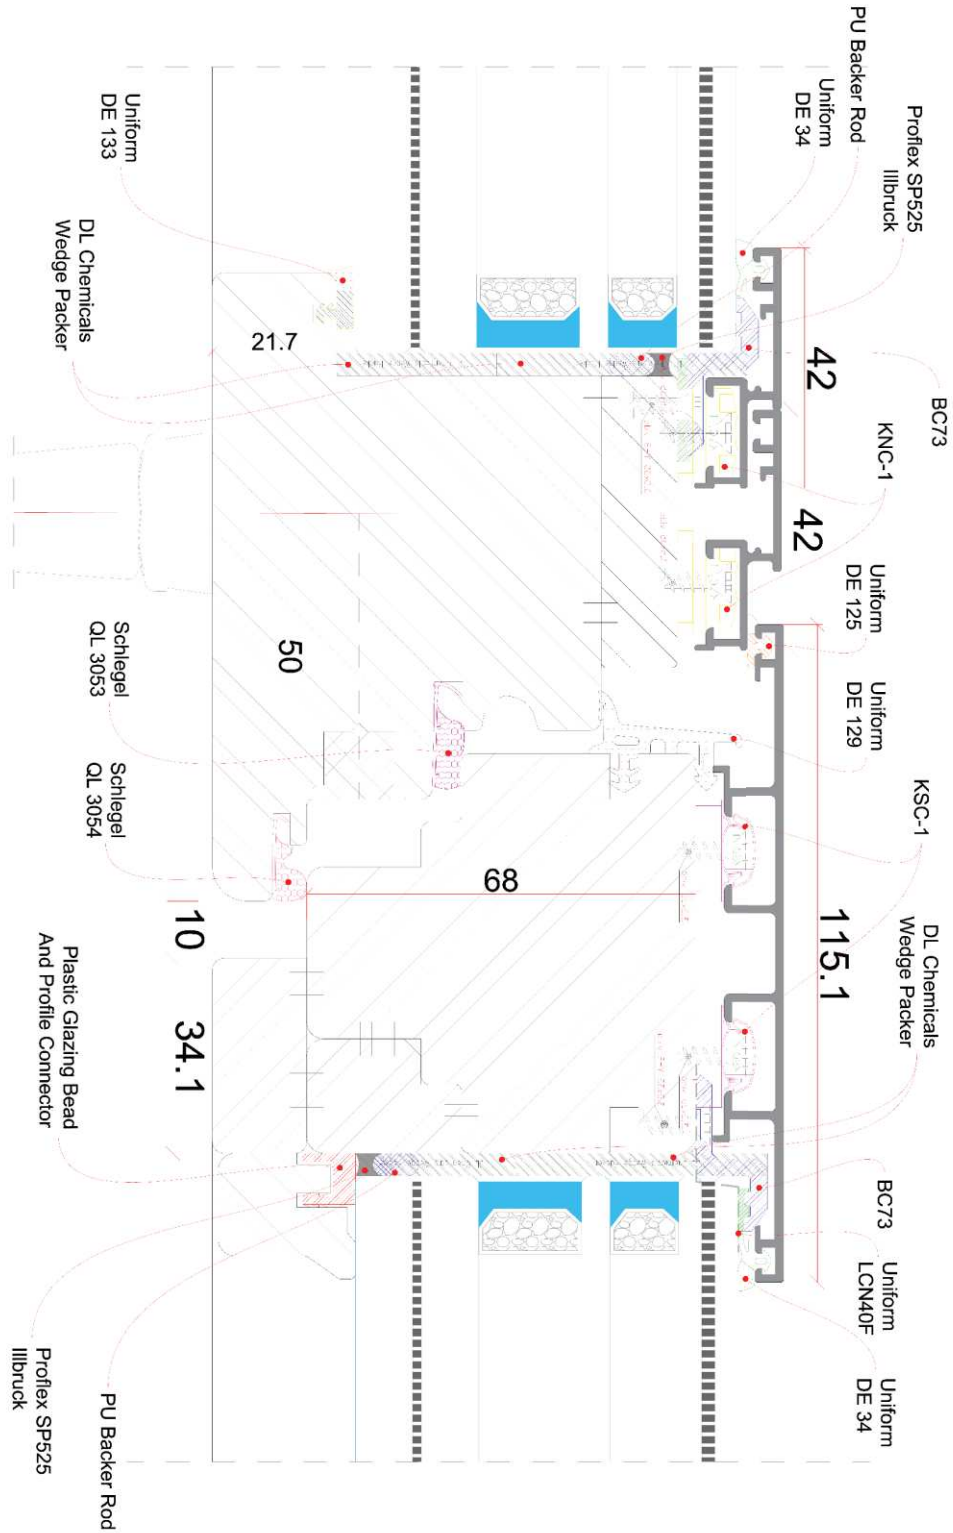 PU Backer Rod
Uniform
DE 34
Proflex SP525
Illbruck
BC73
KNC-1
Uniform
DE 125
Uniform
DE 129
KSC-1
DL Chemicals
Wedge Packer
BC73
Uniform
LCN40F
Uniform
DE 34
42
42
115.1
68
21.7
50
10
34.1
Uniform
DE 133
DL Chemicals
Wedge Packer
Schlegel
QL 3053
Schlegel
QL 3054
Plastic Glazing Bead
And Profile Connector
Proflex SP525
Illbruck
PU Backer Rod